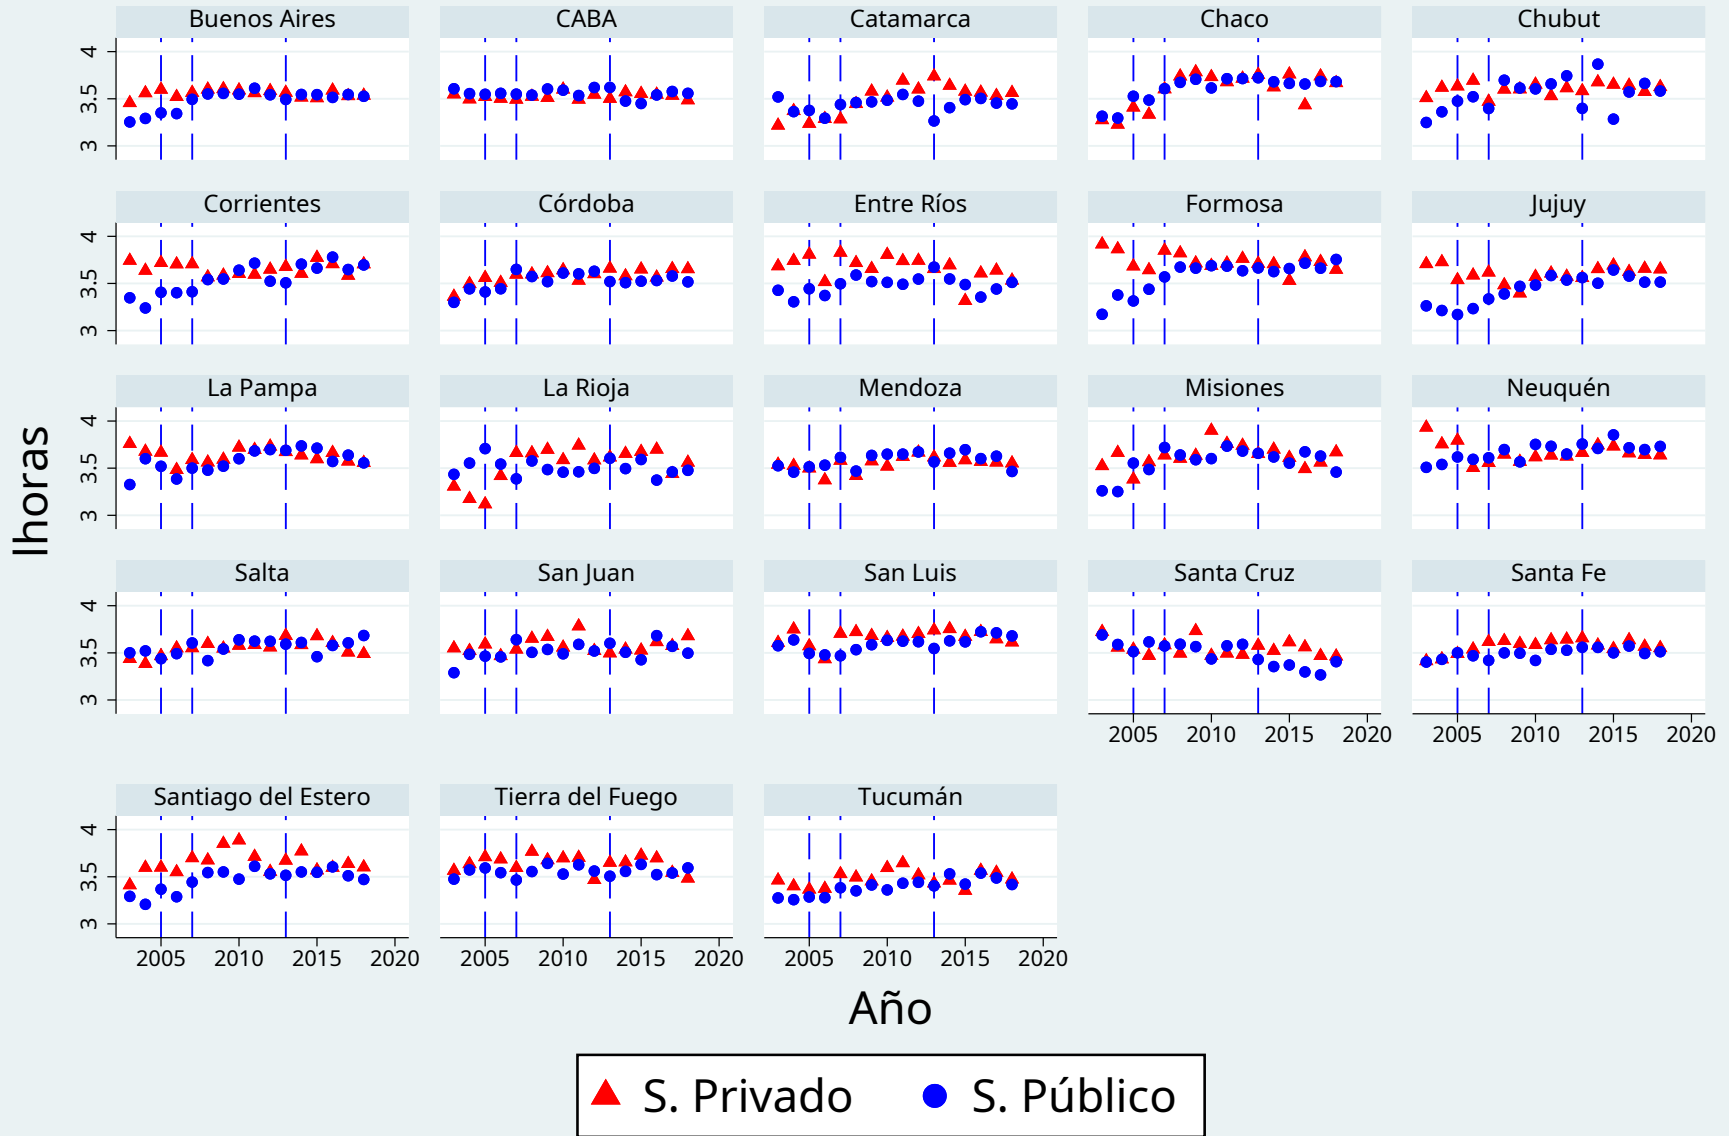 Buenos Aires
CABA
Catamarca
Chaco
Chubut
4
3.5
3
Corrientes
Córdoba
Entre Ríos
Formosa
Jujuy
4
3.5
3
La Pampa
La Rioja
Mendoza
Misiones
Neuquén
4
3.5
3
lhoras
Salta
San Juan
San Luis
Santa Cruz
Santa Fe
4
3.5
3
2005 2010 2015 2020
2005 2010 2015 2020
Santiago del Estero
Tierra del Fuego
Tucumán
4
3.5
3
2005 2010 2015 2020
2005 2010 2015 2020
2005 2010 2015 2020
Año
S. Privado
S. Público